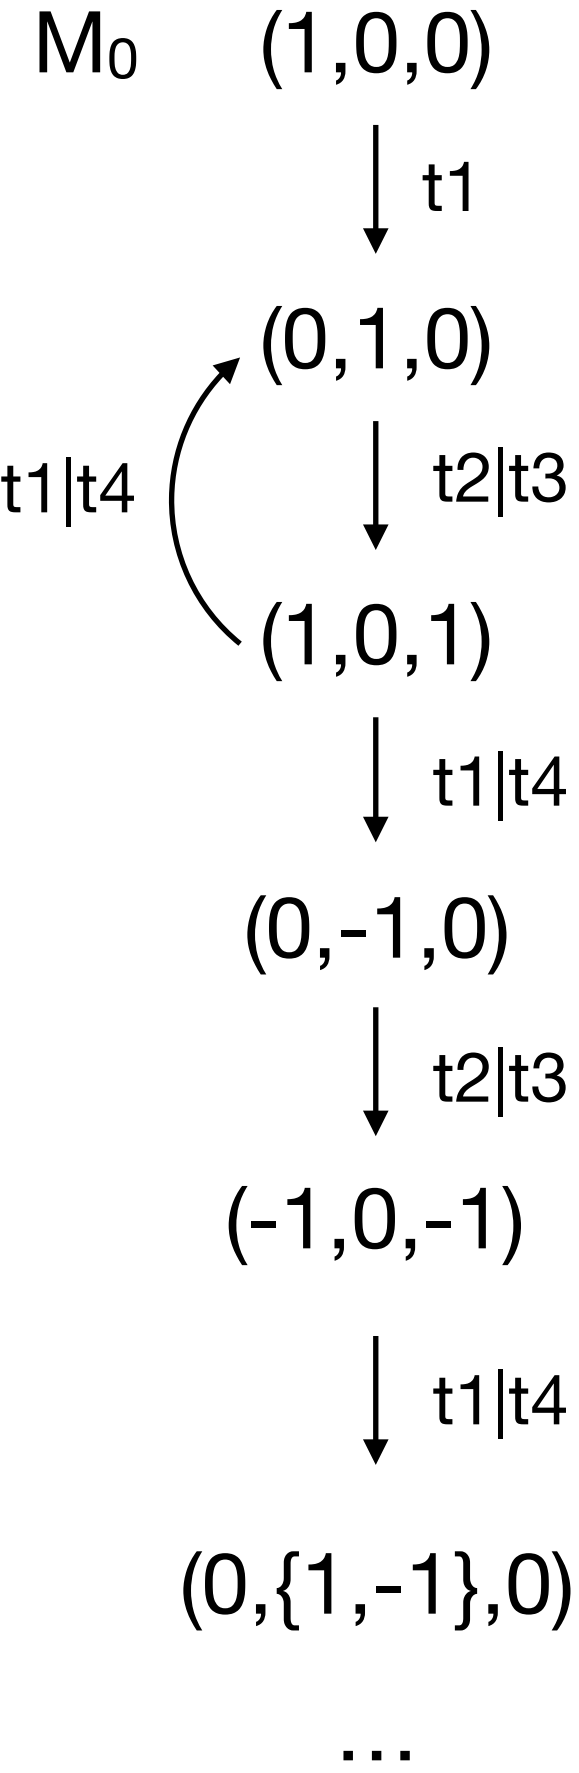 M₀ (1,0,0)
t1
(0,1,0)
t1|t4
t2|t3
(1,0,1)
t1|t4
(0,-1,0)
t2|t3
(-1,0,-1)
t1|t4
(0,{1,-1},0)
...